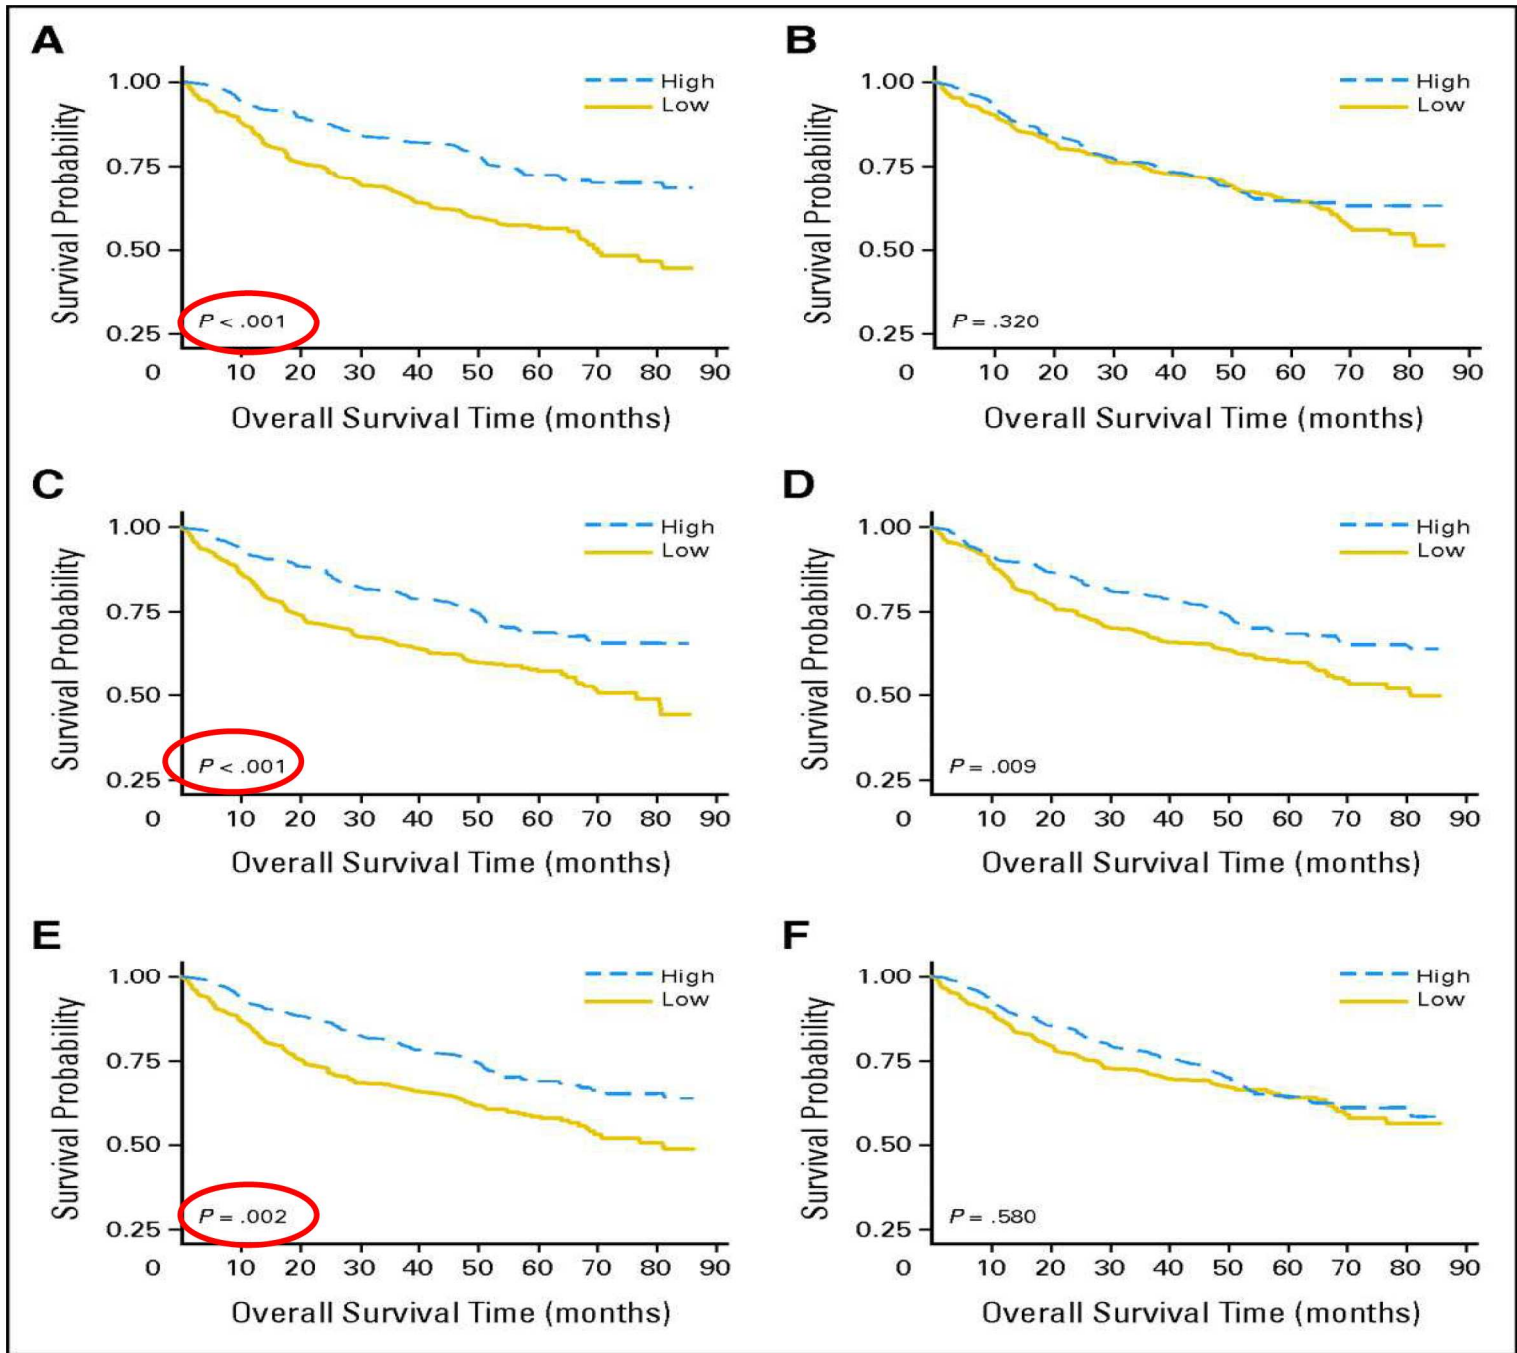 A
1.00
0.75
0.50
0.25
Survival Probability
High
Low
P < .001
0 10 20 30 40 50 60 70 80 90
Overall Survival Time (months)
B
1.00
0.75
0.50
0.25
Survival Probability
High
Low
P = .320
0 10 20 30 40 50 60 70 80 90
Overall Survival Time (months)
C
1.00
0.75
0.50
0.25
Survival Probability
High
Low
P < .001
0 10 20 30 40 50 60 70 80 90
Overall Survival Time (months)
D
1.00
0.75
0.50
0.25
Survival Probability
High
Low
P = .009
0 10 20 30 40 50 60 70 80 90
Overall Survival Time (months)
E
1.00
0.75
0.50
0.25
Survival Probability
High
Low
P = .002
0 10 20 30 40 50 60 70 80 90
Overall Survival Time (months)
F
1.00
0.75
0.50
0.25
Survival Probability
High
Low
P = .580
0 10 20 30 40 50 60 70 80 90
Overall Survival Time (months)